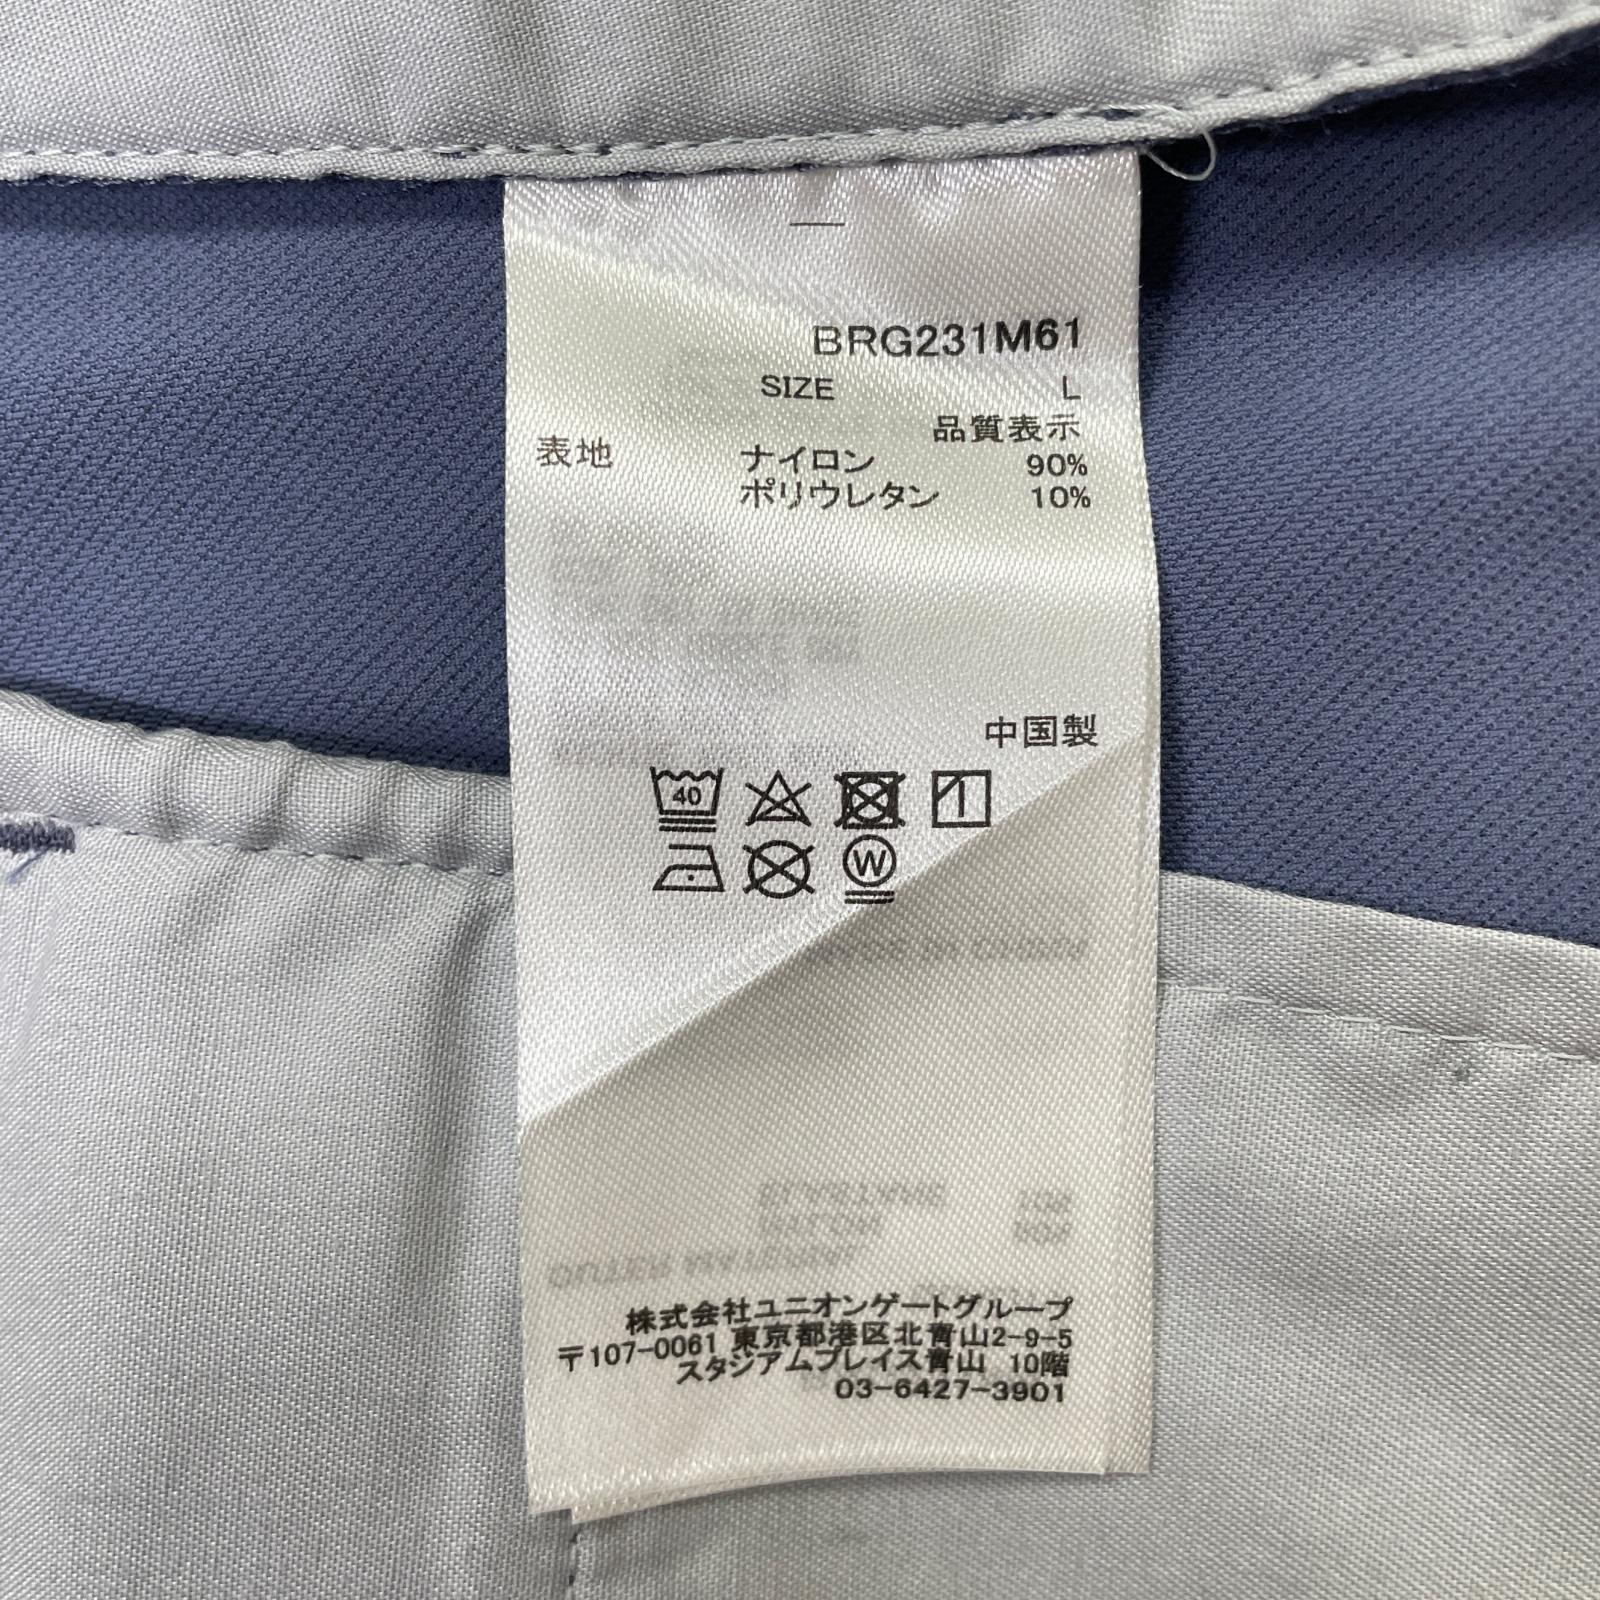 BRG231M61
SIZE L
品質表示
表地 ナイロン 90%
ポリウレタン 10%
中国製
40
W
株式会社ユニオンゲートグループ
〒107-0061 東京都港区北青山2-9-5
スタジアムプレイス青山 10階
03-6427-3901